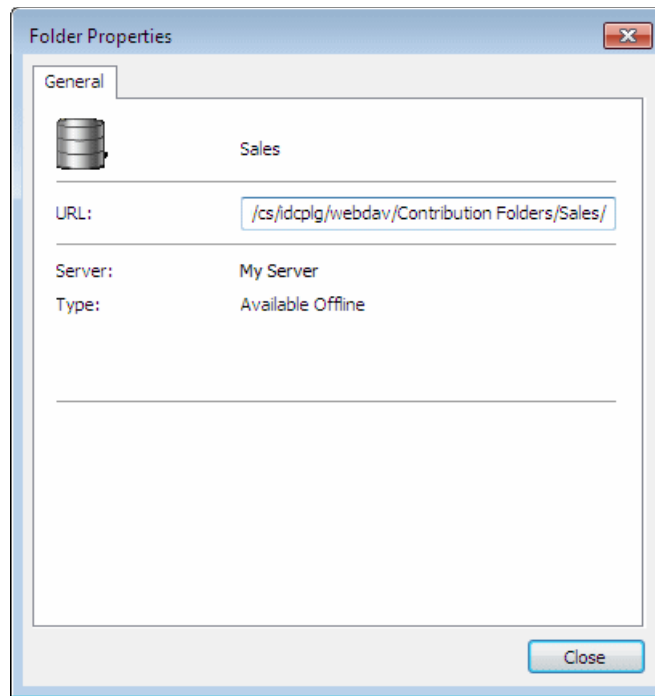 Folder Properties
General
Sales
URL: /cs/idcplg/webdav/Contribution Folders/Sales/
Server: My Server
Type: Available Offline
Close